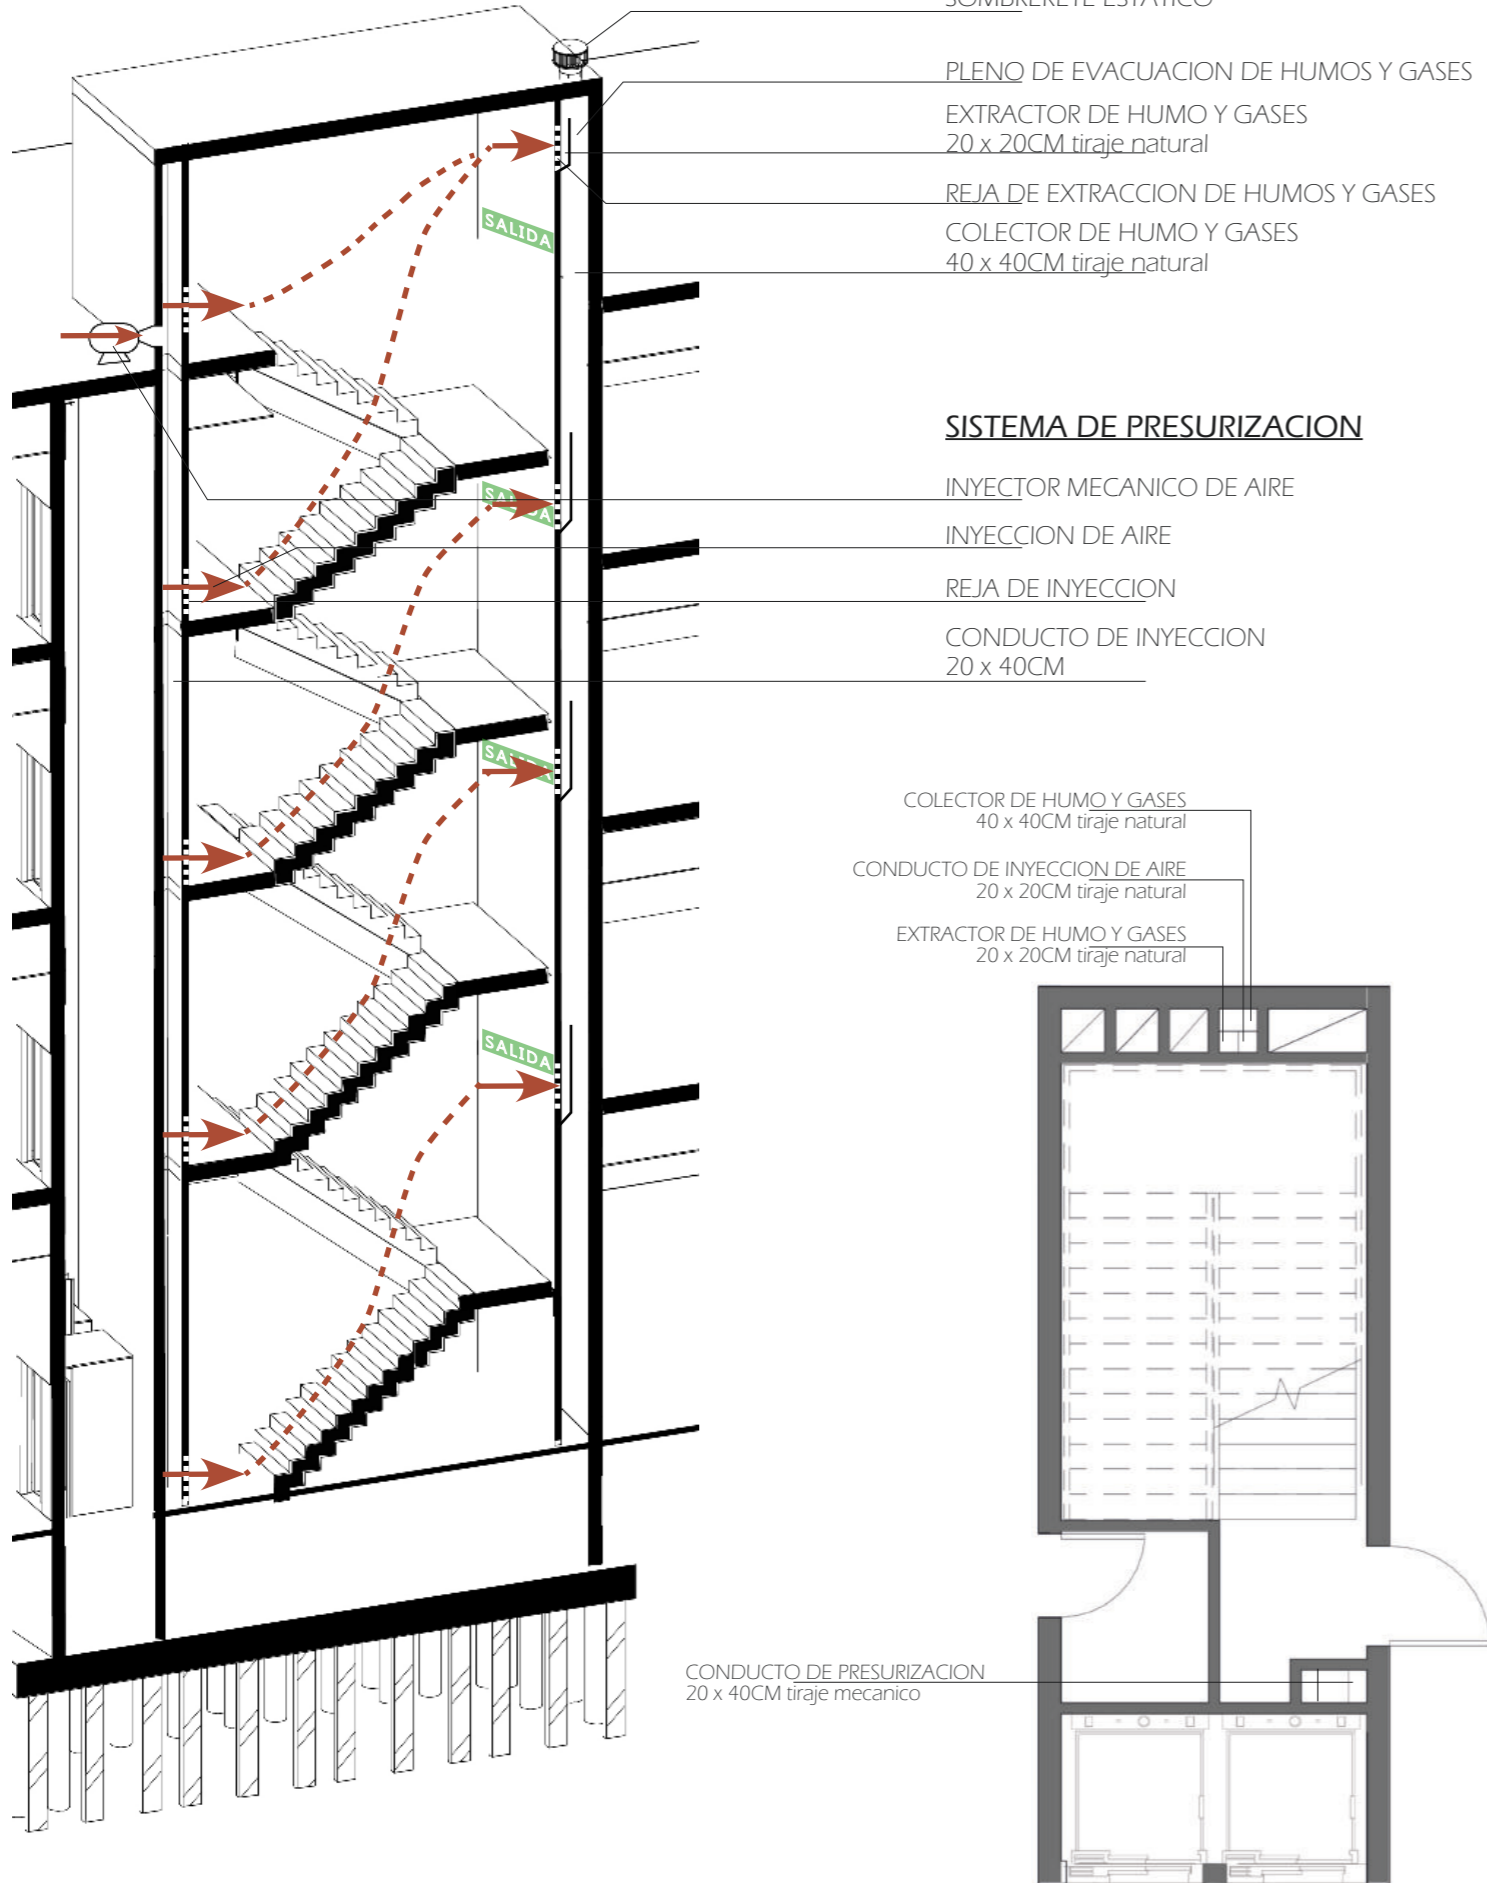 SOMBRERETE ESTATICO
PLENO DE EVACUACION DE HUMOS Y GASES
EXTRACTOR DE HUMO Y GASES
20 x 20CM tiraje natural
REJA DE EXTRACCION DE HUMOS Y GASES
COLECTOR DE HUMO Y GASES
40 x 40CM tiraje natural
SALIDA
SISTEMA DE PRESURIZACION
INYECTOR MECANICO DE AIRE
SALIDA
INYECCION DE AIRE
REJA DE INYECCION
CONDUCTO DE INYECCION
20 x 40CM
SALIDA
COLECTOR DE HUMO Y GASES
40 x 40CM tiraje natural
CONDUCTO DE INYECCION DE AIRE
20 x 20CM tiraje natural
EXTRACTOR DE HUMO Y GASES
20 x 20CM tiraje natural
SALIDA
CONDUCTO DE PRESURIZACION
20 x 40CM tiraje mecanico